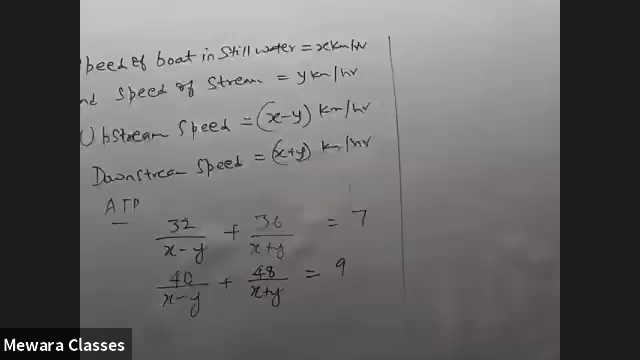 Speed of boat in still water = x km/hr
and speed of stream = y km/hr
Upstream speed = (x-y) km/hr
Downstream speed = (x+y) km/hr
ATP
32/x-y + 36/x+y = 7
40/x-y + 48/x+y = 9
Mewara Classes